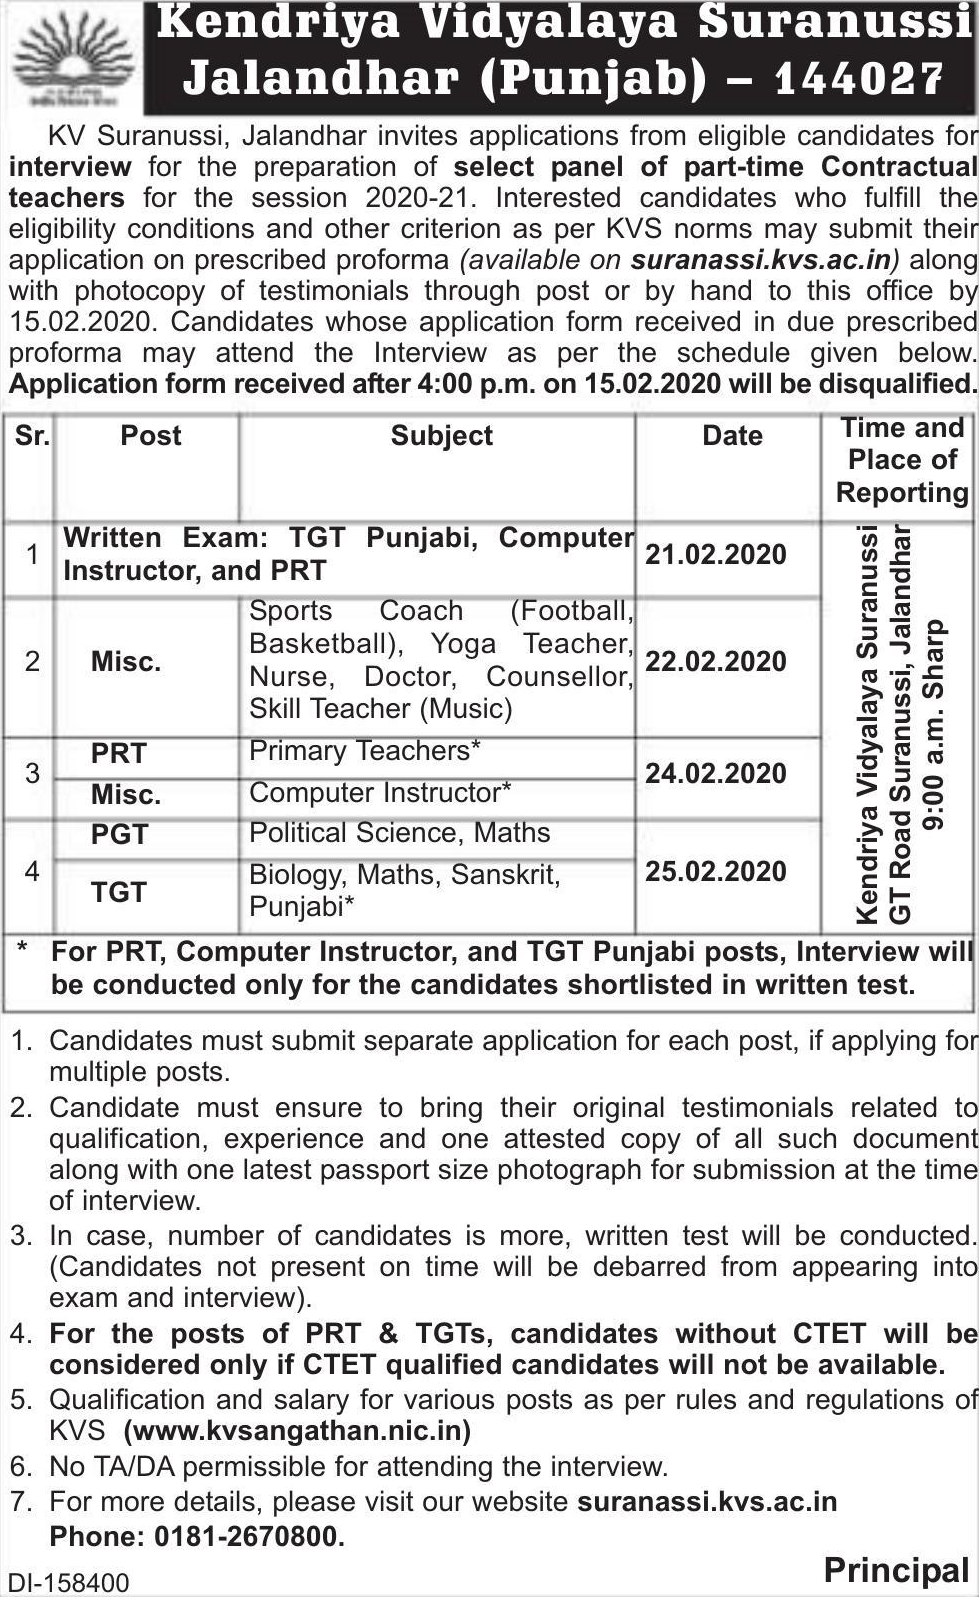 Kendriya Vidyalaya Suranussi
Jalandhar (Punjab) – 144027
KV Suranussi, Jalandhar invites applications from eligible candidates for
interview for the preparation of select panel of part-time Contractual
teachers for the session 2020-21. Interested candidates who fulfill the
eligibility conditions and other criterion as per KVS norms may submit their
application on prescribed proforma (available on suranassi.kvs.ac.in) along
with photocopy of testimonials through post or by hand to this office by
15.02.2020. Candidates whose application form received in due prescribed
proforma may attend the Interview as per the schedule given below.
Application form received after 4:00 p.m. on 15.02.2020 will be disqualified.
Sr. Post Subject Date Time and
Place of
Reporting
1 Written Exam: TGT Punjabi, Computer
Instructor, and PRT 21.02.2020
2 Misc. Sports Coach (Football,
Basketball), Yoga Teacher,
Nurse, Doctor, Counsellor,
Skill Teacher (Music) 22.02.2020
3 PRT Primary Teachers* 24.02.2020
Misc. Computer Instructor*
4 PGT Political Science, Maths 25.02.2020
TGT Biology, Maths, Sanskrit,
Punjabi*
Kendriya Vidyalaya Suranussi
GT Road Suranussi, Jalandhar
9:00 a.m. Sharp
* For PRT, Computer Instructor, and TGT Punjabi posts, Interview will
be conducted only for the candidates shortlisted in written test.
1. Candidates must submit separate application for each post, if applying for
multiple posts.
2. Candidate must ensure to bring their original testimonials related to
qualification, experience and one attested copy of all such document
along with one latest passport size photograph for submission at the time
of interview.
3. In case, number of candidates is more, written test will be conducted.
(Candidates not present on time will be debarred from appearing into
exam and interview).
4. For the posts of PRT & TGTs, candidates without CTET will be
considered only if CTET qualified candidates will not be available.
5. Qualification and salary for various posts as per rules and regulations of
KVS (www.kvsangathan.nic.in)
6. No TA/DA permissible for attending the interview.
7. For more details, please visit our website suranassi.kvs.ac.in
Phone: 0181-2670800.
Principal
DI-158400